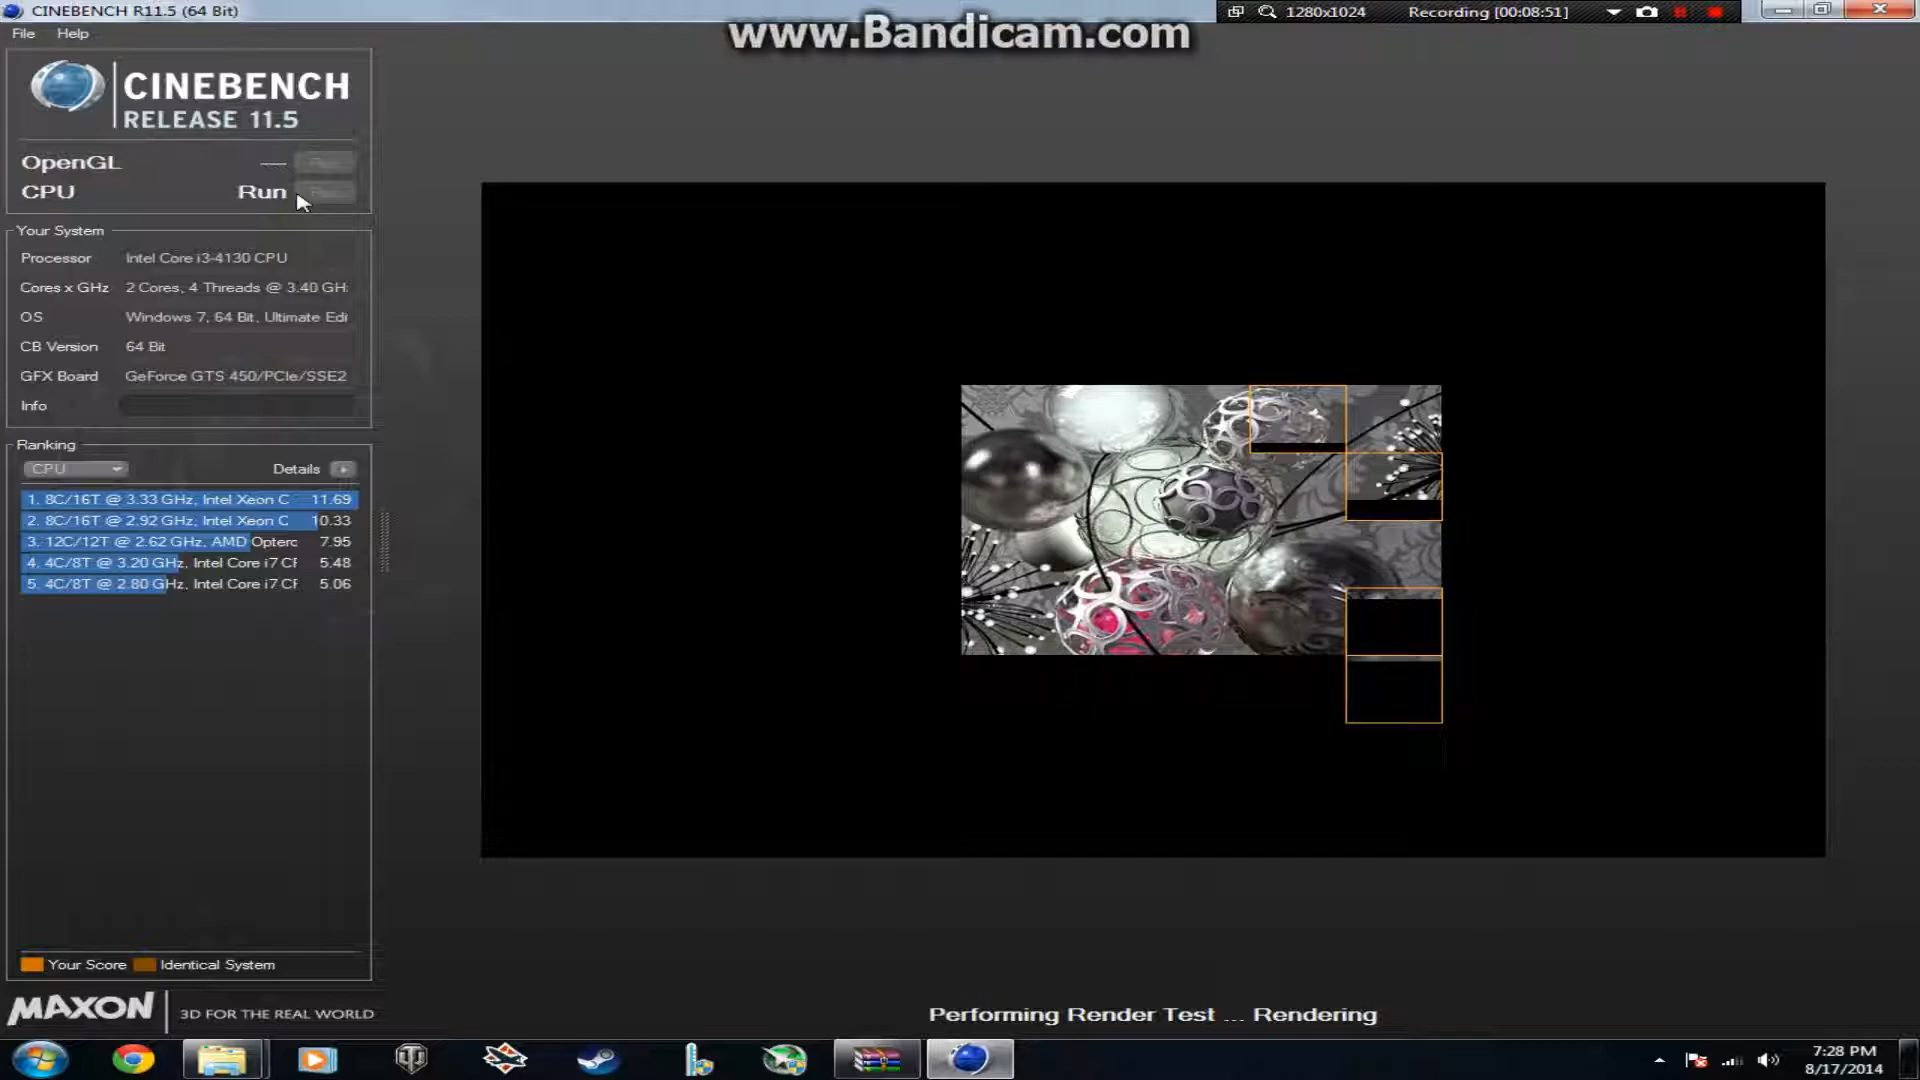 CINEBENCH R11.5 (64 Bit)
1280x1024
Recording [00:08:51]
www.Bandicam.com
File Help
CINEBENCH
RELEASE 11.5
OpenGL ---
CPU Run
Your System
Processor Intel Core i3-4130 CPU
Cores x GHz 2 Cores, 4 Threads @ 3.40 GH
OS Windows 7, 64 Bit, Ultimate Edi
CB Version 64 Bit
GFX Board GeForce GTS 450/PCIe/SSE2
Info
Ranking
CPU Details
1. 8C/16T @ 3.33 GHz, Intel Xeon C 11.69
2. 8C/16T @ 2.92 GHz, Intel Xeon C 10.33
3. 12C/12T @ 2.62 GHz, AMD Opterc 7.95
4. 4C/8T @ 3.20 GHz, Intel Core i7 CF 5.48
5. 4C/8T @ 2.80 GHz, Intel Core i7 CF 5.06
Your Score Identical System
MAXON 3D FOR THE REAL WORLD
Performing Render Test ... Rendering
7:28 PM
8/17/2014